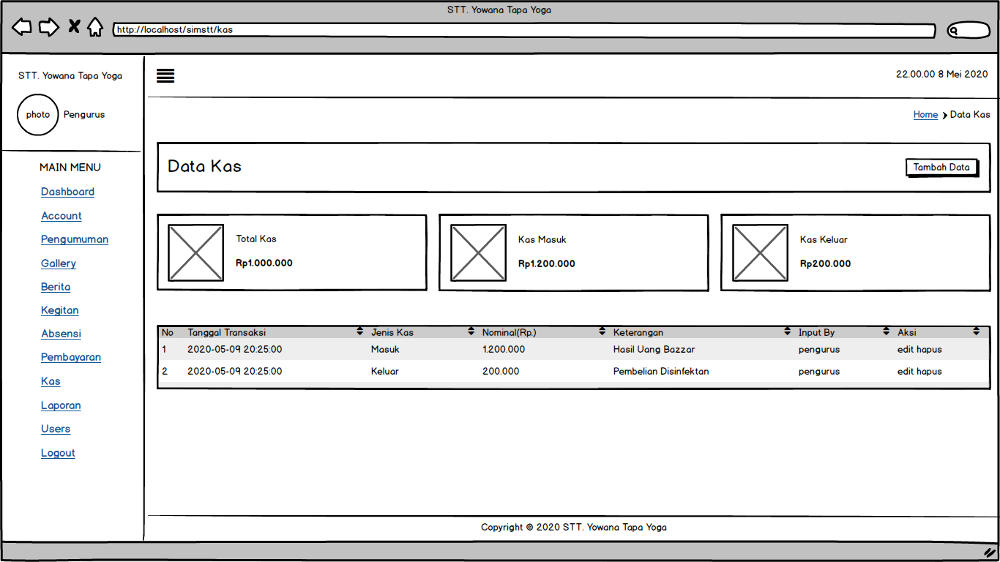 STT. Yowana Tapa Yoga
http://localhost/simstt/kas
STT. Yowana Tapa Yoga
22.00.00 8 Mei 2020
photo Pengurus
Home Data Kas
MAIN MENU
Dashboard
Account
Pengumuman
Gallery
Berita
Kegitan
Absensi
Pembayaran
Kas
Laporan
Users
Logout
Data Kas
Tambah Data
Total Kas
Rp1.000.000
Kas Masuk
Rp1.200.000
Kas Keluar
Rp200.000
No Tanggal Transaksi Jenis Kas Nominal(Rp.) Keterangan Input By Aksi
1 2020-05-09 20:25:00 Masuk 1.200.000 Hasil Uang Bazzar pengurus edit hapus
2 2020-05-09 20:25:00 Keluar 200.000 Pembelian Disinfektan pengurus edit hapus
Copyright © 2020 STT. Yowana Tapa Yoga